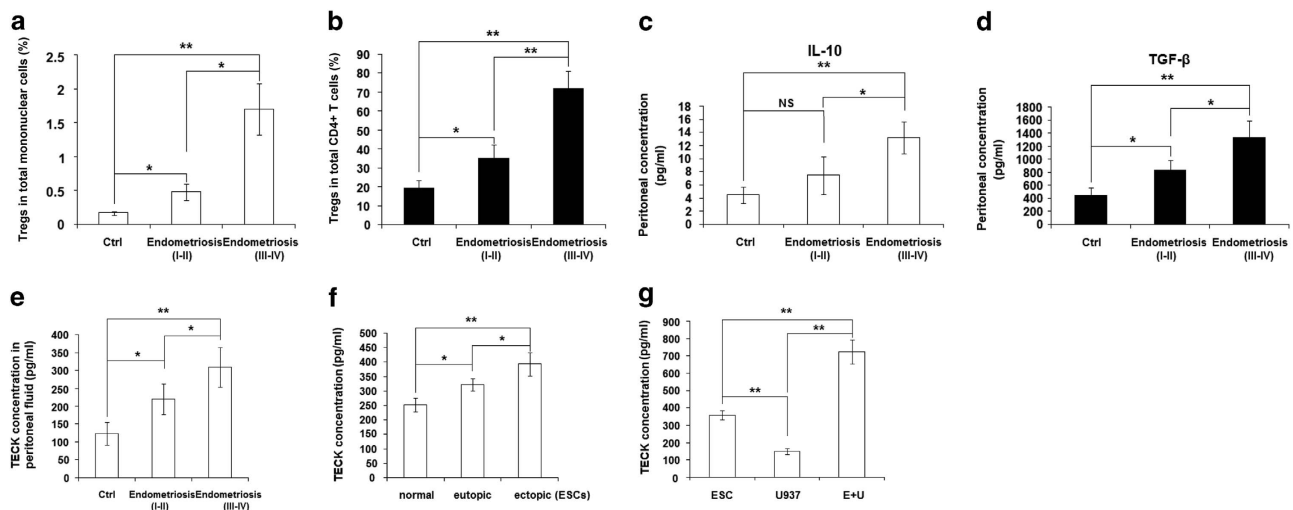 a
Tregs in total mononuclear cells (%)
2.5
2
1.5
1
0.5
0
**
*
*
Ctrl
Endometriosis
(I-II)
Endometriosis
(III-IV)
b
Tregs in total CD4+ T cells (%)
90
80
70
60
50
40
30
20
10
0
**
**
*
Ctrl
Endometriosis
(I-II)
Endometriosis
(III-IV)
c
IL-10
Peritoneal concentration
(pg/ml)
18
16
14
12
10
8
6
4
2
0
**
NS
*
Ctrl
Endometriosis
(I-II)
Endometriosis
(III-IV)
d
TGF-β
Peritoneal concentration
(pg/ml)
1800
1600
1400
1200
1000
800
600
400
200
0
**
*
*
Ctrl
Endometriosis
(I-II)
Endometriosis
(III-IV)
e
TECK concentration in
peritoneal fluid (pg/ml)
400
350
300
250
200
150
100
50
0
**
*
*
Ctrl
Endometriosis
(I-II)
Endometriosis
(III-IV)
f
TECK concentration (pg/ml)
500
450
400
350
300
250
200
150
100
50
0
**
*
*
normal
eutopic
ectopic (ESCs)
g
TECK concentration (pg/ml)
900
800
700
600
500
400
300
200
100
0
**
**
**
ESC
U937
E+U